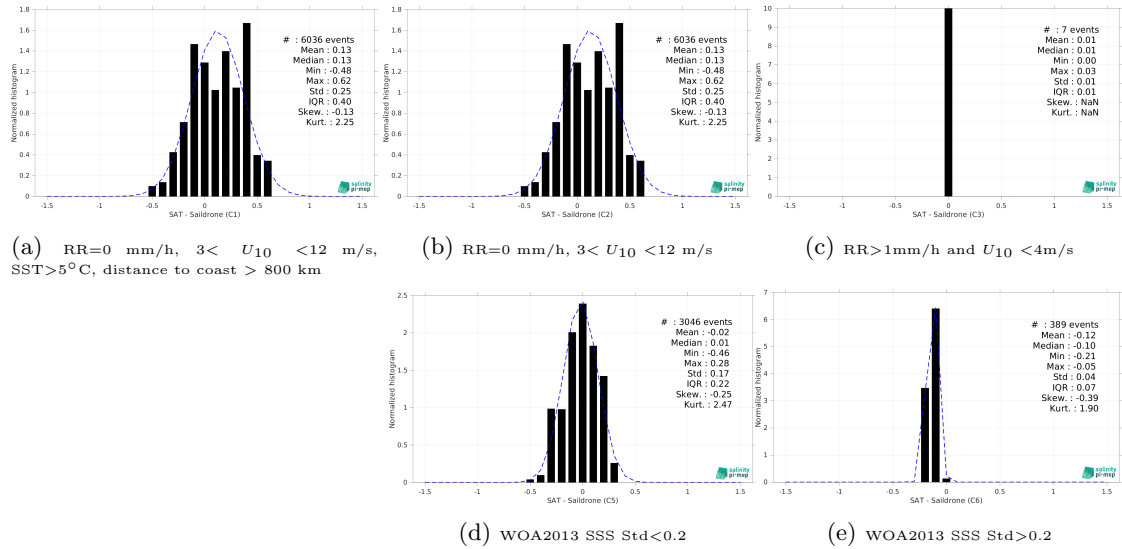 1.8
1.6
1.4
1.2
1
0.8
0.6
0.4
0.2
0
Normalized histogram
# : 6036 events
Mean : 0.13
Median : 0.13
Min : -0.48
Max : 0.62
Std : 0.25
IQR : 0.40
Skew. : -0.13
Kurt. : 2.25
salinity
pi-mep
-1.5 -1 -0.5 0 0.5 1 1.5
SAT - Saildrone (C1)
(a) RR=0 mm/h, 3< U10 <12 m/s,
SST>5°C, distance to coast > 800 km
1.8
1.6
1.4
1.2
1
0.8
0.6
0.4
0.2
0
Normalized histogram
# : 6036 events
Mean : 0.13
Median : 0.13
Min : -0.48
Max : 0.62
Std : 0.25
IQR : 0.40
Skew. : -0.13
Kurt. : 2.25
salinity
pi-mep
-1.5 -1 -0.5 0 0.5 1 1.5
SAT - Saildrone (C2)
(b) RR=0 mm/h, 3< U10 <12 m/s
10
9
8
7
6
5
4
3
2
1
0
Normalized histogram
# : 7 events
Mean : 0.01
Median : 0.01
Min : 0.00
Max : 0.03
Std : 0.01
IQR : 0.01
Skew. : NaN
Kurt. : NaN
salinity
pi-mep
-1.5 -1 -0.5 0 0.5 1 1.5
SAT - Saildrone (C3)
(c) RR>1mm/h and U10 <4m/s
2.5
2
1.5
1
0.5
0
Normalized histogram
# : 3046 events
Mean : -0.02
Median : 0.01
Min : -0.46
Max : 0.28
Std : 0.17
IQR : 0.22
Skew. : -0.25
Kurt. : 2.47
salinity
pi-mep
-1.5 -1 -0.5 0 0.5 1 1.5
SAT - Saildrone (C5)
(d) WOA2013 SSS Std<0.2
7
6
5
4
3
2
1
0
Normalized histogram
# : 389 events
Mean : -0.12
Median : -0.10
Min : -0.21
Max : -0.05
Std : 0.04
IQR : 0.07
Skew. : -0.39
Kurt. : 1.90
salinity
pi-mep
-1.5 -1 -0.5 0 0.5 1 1.5
SAT - Saildrone (C6)
(e) WOA2013 SSS Std>0.2